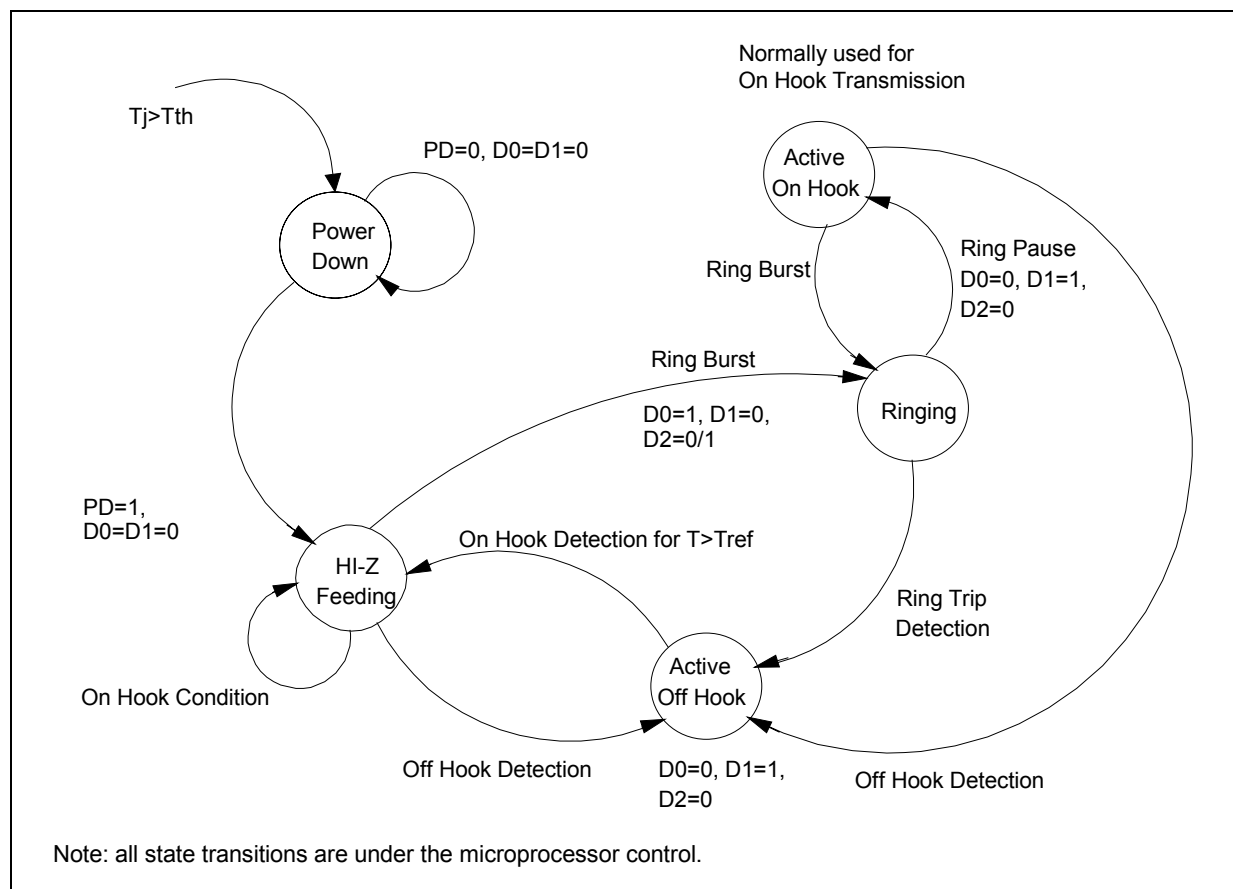 Normally used for
On Hook Transmission
Tj>Tth
PD=0, D0=D1=0
Active
On Hook
Power
Down
Ring Burst
Ring Pause
D0=0, D1=1,
D2=0
Ring Burst
D0=1, D1=0,
D2=0/1
Ringing
PD=1,
D0=D1=0
On Hook Detection for T>Tref
HI-Z
Feeding
Ring Trip
Detection
On Hook Condition
Active
Off Hook
Off Hook Detection
D0=0, D1=1,
D2=0
Off Hook Detection
Note: all state transitions are under the microprocessor control.